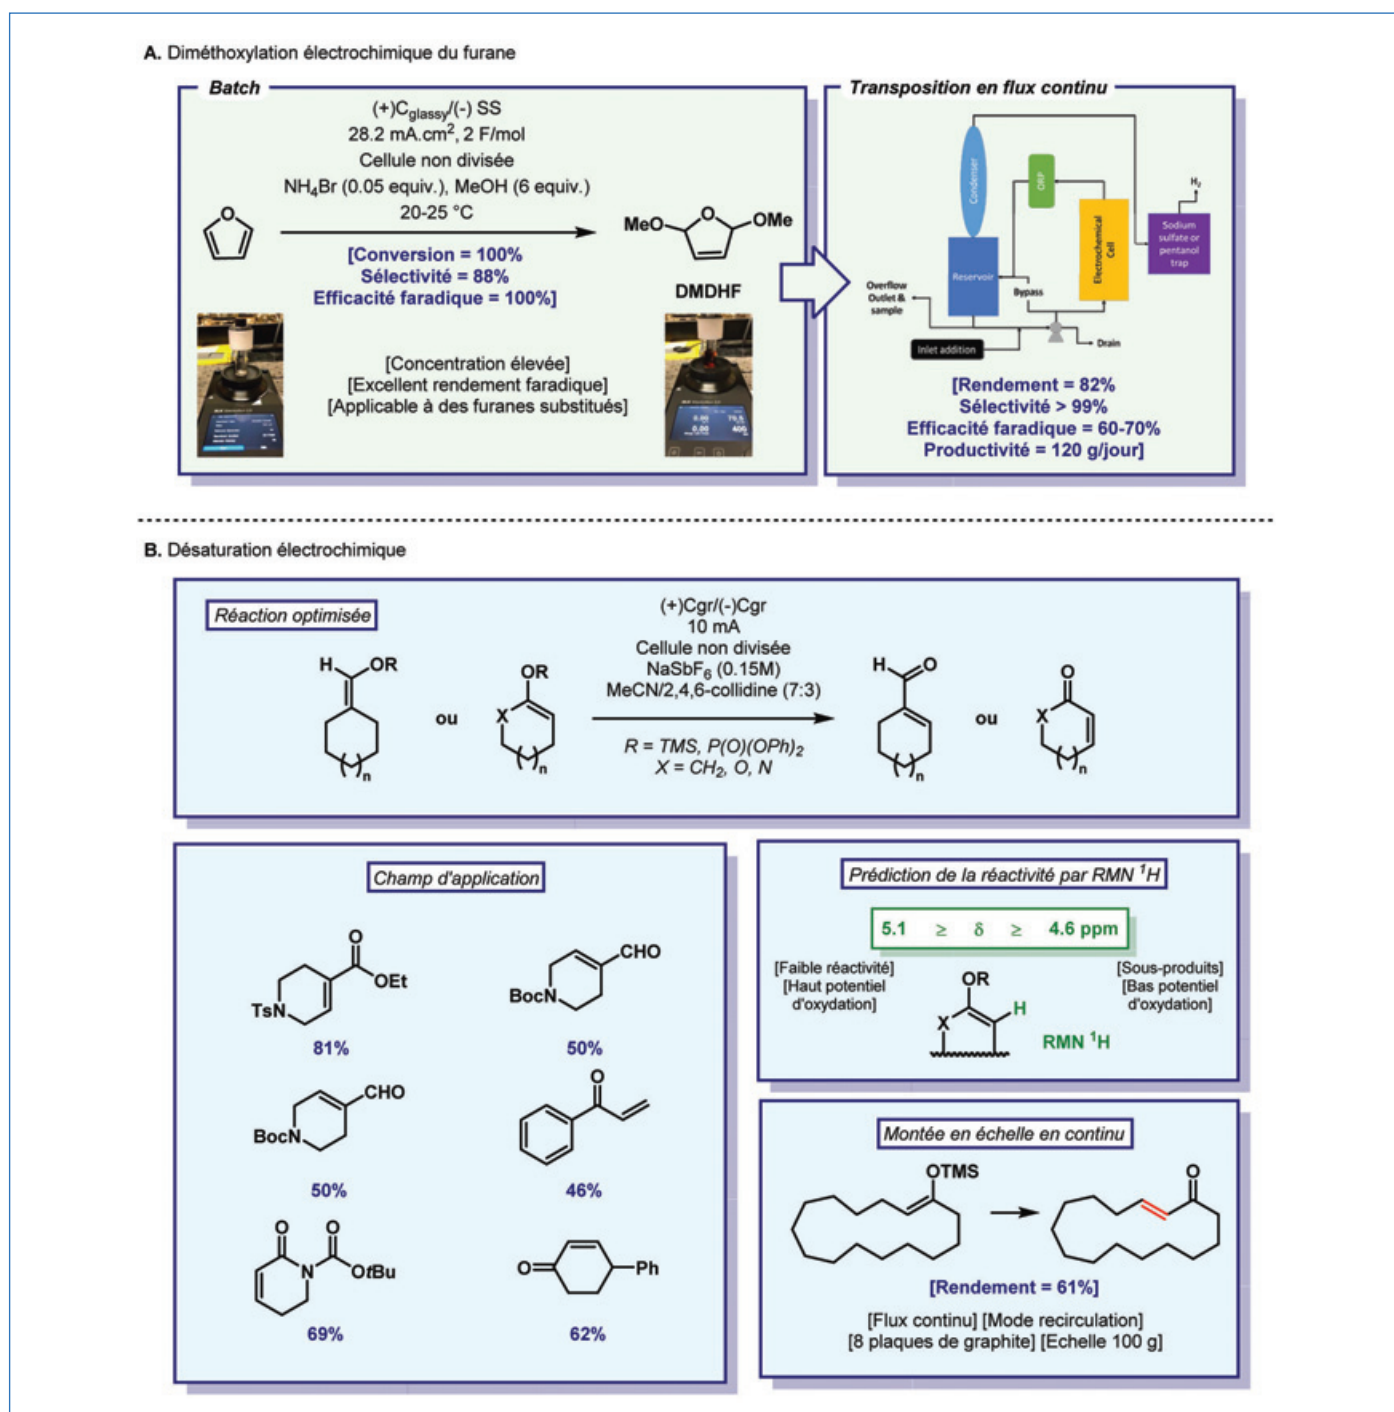 A. Diméthoxylation électrochimique du furane
Batch
(+)Cglassy/(-) SS
28.2 mA.cm², 2 F/mol
Cellule non divisée
NH₄Br (0.05 equiv.), MeOH (6 equiv.)
20-25 °C
O
[Conversion = 100%
Sélectivité = 88%
Efficacité faradique = 100%]
MeO O OMe
DMDHF
[Concentration élevée]
[Excellent rendement faradique]
[Applicable à des furanes substitués]
Transposition en flux continu
Condenser
ORP
H₂
Electrochemical
Cell
Sodium
sulfate or
pentanol
trap
Reservoir
Bypass
Overflow
Outlet &
sample
Drain
Inlet addition
[Rendement = 82%
Sélectivité > 99%
Efficacité faradique = 60-70%
Productivité = 120 g/jour]
B. Désaturation électrochimique
Réaction optimisée
H OR
n
ou
OR
X
n
(+)Cgr/(-)Cgr
10 mA
Cellule non divisée
NaSbF₆ (0.15M)
MeCN/2,4,6-collidine (7:3)
R = TMS, P(O)(OPh)₂
X = CH₂, O, N
H O
n
ou
O
X
n
Champ d'application
O
OEt
TsN
81%
CHO
BocN
50%
CHO
BocN
50%
O
46%
O O
N OtBu
69%
O Ph
62%
Prédiction de la réactivité par RMN ¹H
5.1 ≥ δ ≥ 4.6 ppm
[Faible réactivité]
[Haut potentiel
d'oxydation]
OR
X H
RMN ¹H
[Sous-produits]
[Bas potentiel
d'oxydation]
Montée en échelle en continu
OTMS
O
[Rendement = 61%]
[Flux continu] [Mode recirculation]
[8 plaques de graphite] [Echelle 100 g]